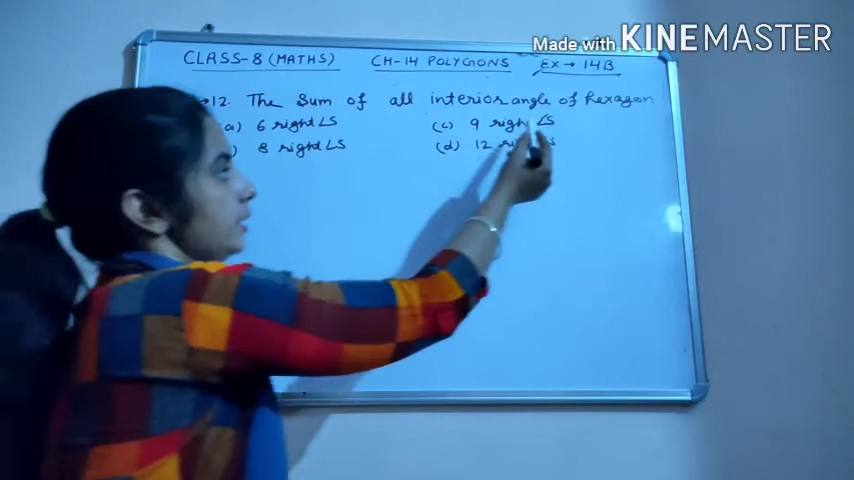 Made with KINEMASTER
CLASS-8 (MATHS) CH-14 POLYGONS EX → 14B
12. The Sum of all interior angle of hexagon
a) 6 right∠S (c) 9 right ∠S
) 8 right∠S (d) 12